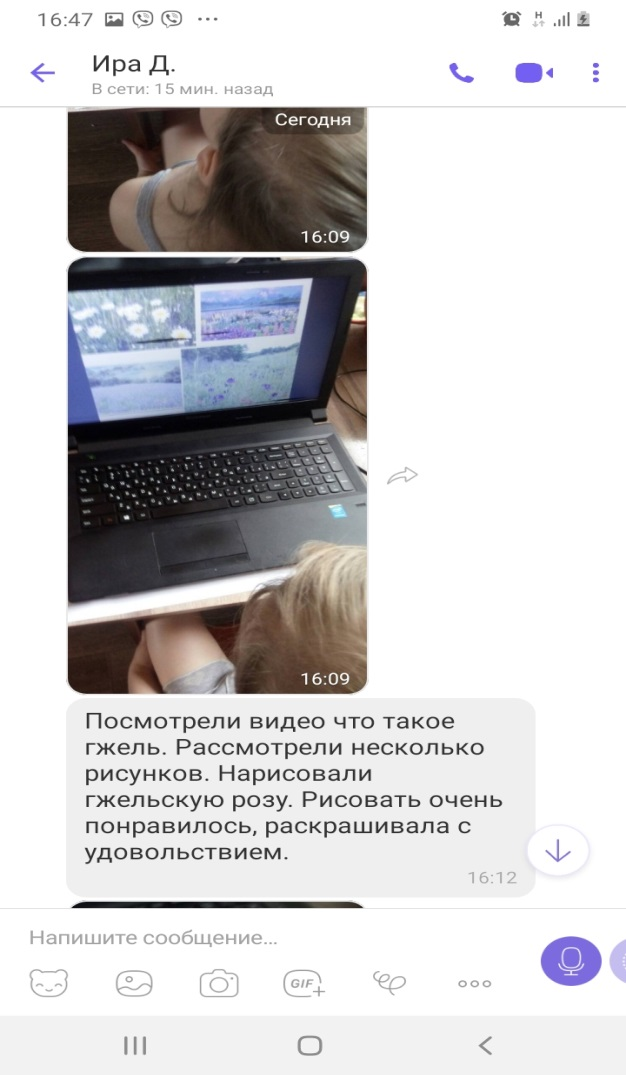 16:47
Ира Д.
В сети: 15 мин. назад
Сегодня
16:09
16:09
Посмотрели видео что такое
гжель. Рассмотрели несколько
рисунков. Нарисовали
гжельскую розу. Рисовать очень
понравилось, раскрашивала с
удовольствием.
16:12
Напишите сообщение...
GIF